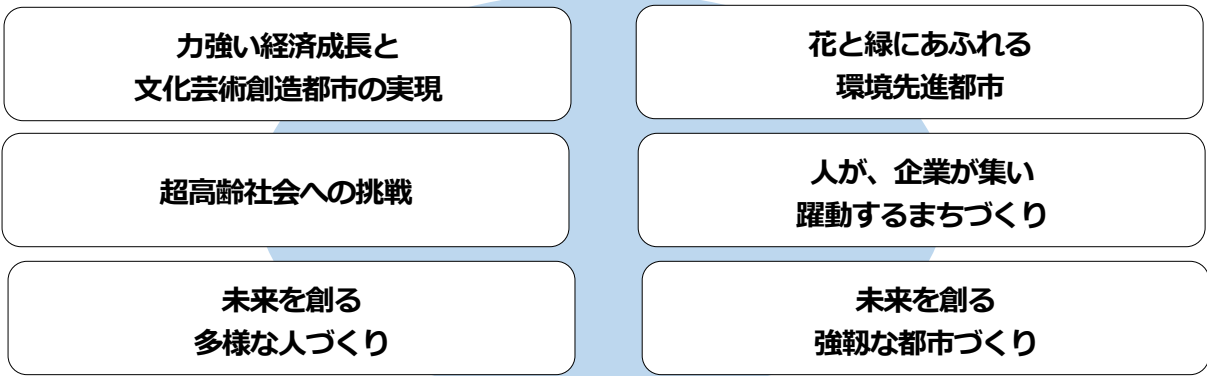 力強い経済成長と
文化芸術創造都市の実現
花と緑にあふれる
環境先進都市
超高齢社会への挑戦
人が、企業が集い
躍動するまちづくり
未来を創る
多様な人づくり
未来を創る
強靱な都市づくり